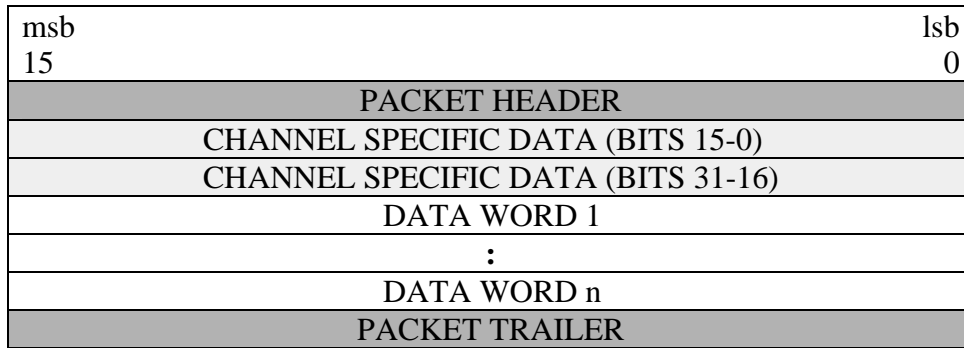 msb lsb
15 0
PACKET HEADER
CHANNEL SPECIFIC DATA (BITS 15-0)
CHANNEL SPECIFIC DATA (BITS 31-16)
DATA WORD 1
:
DATA WORD n
PACKET TRAILER